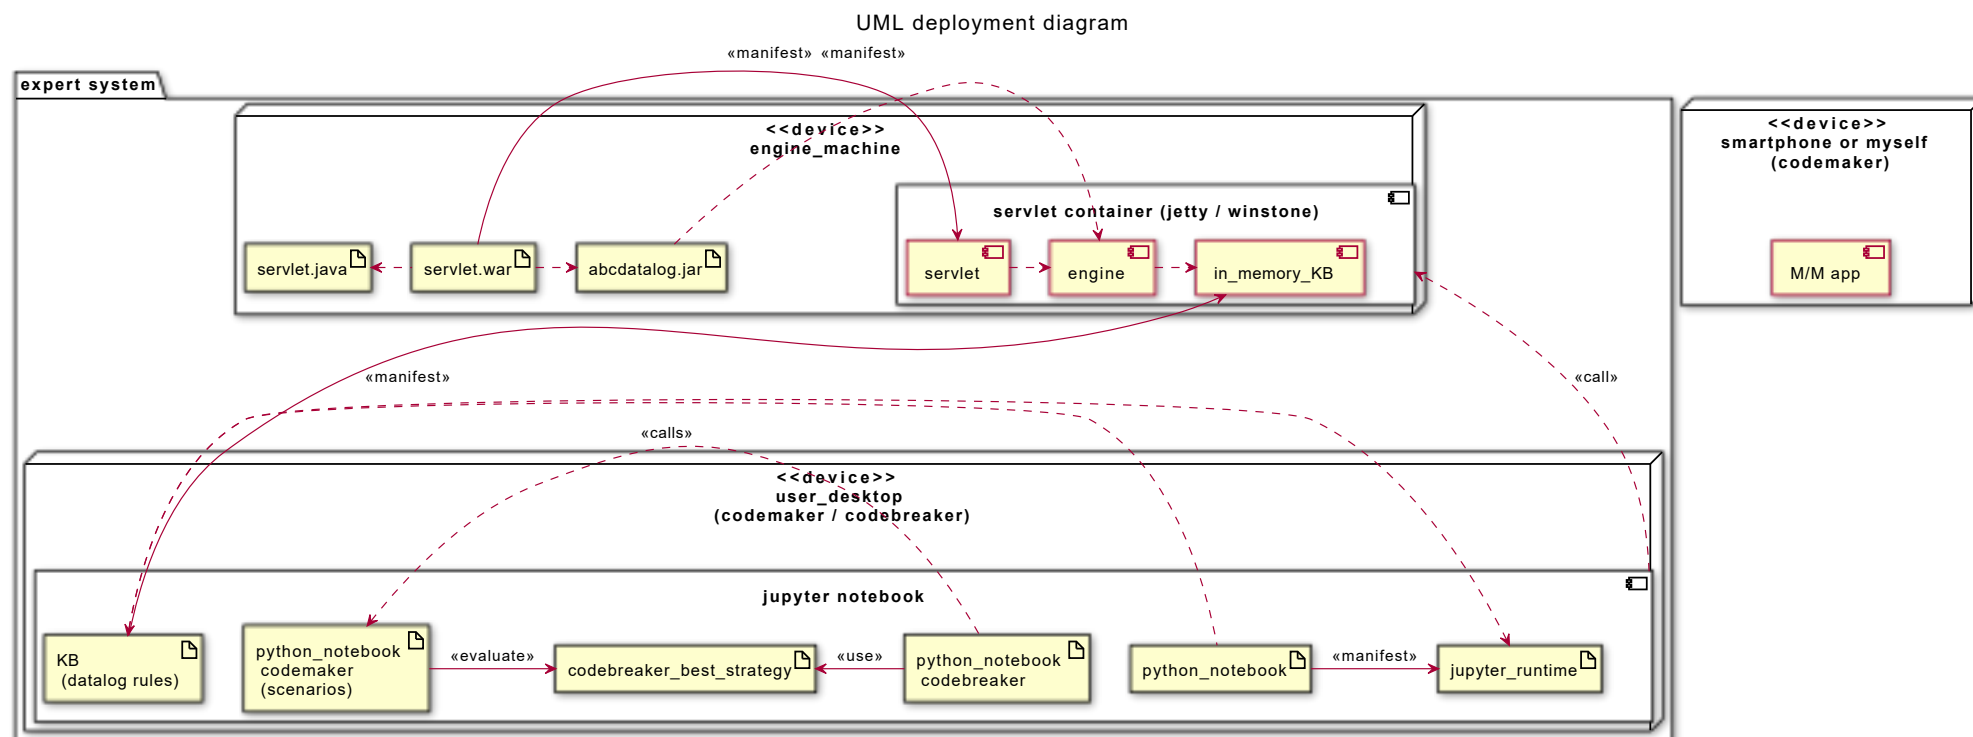 UML deployment diagram
«manifest» «manifest»
expert system
<<device>>
engine_machine
<<device>>
smartphone or myself
(codemaker)
servlet container (jetty / winstone)
servlet.java
servlet.war
abcdatalog.jar
servlet
engine
in_memory_KB
M/M app
«manifest»
«call»
«calls»
<<device>>
user_desktop
(codemaker / codebreaker)
jupyter notebook
KB
(datalog rules)
python_notebook
codemaker
(scenarios)
«evaluate»
codebreaker_best_strategy
«use»
python_notebook
codebreaker
python_notebook
«manifest»
jupyter_runtime